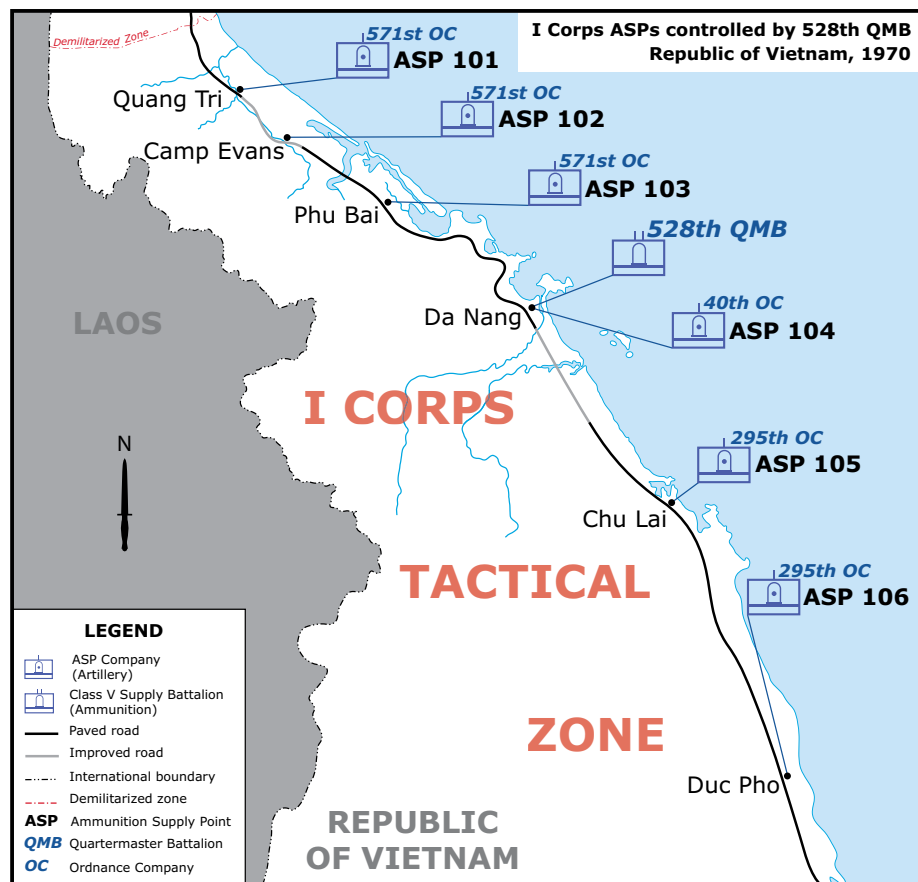 I Corps ASPs controlled by 528th QMB
Republic of Vietnam, 1970
Demilitarized Zone
571st OC
ASP 101
Quang Tri
571st OC
ASP 102
Camp Evans
571st OC
ASP 103
Phu Bai
528th QMB
Da Nang
40th OC
ASP 104
LAOS
I CORPS
N
295th OC
ASP 105
Chu Lai
TACTICAL
295th OC
ASP 106
ZONE
Duc Pho
REPUBLIC
OF VIETNAM
LEGEND
ASP Company
(Artillery)
Class V Supply Battalion
(Ammunition)
Paved road
Improved road
International boundary
Demilitarized zone
ASP Ammunition Supply Point
QMB Quartermaster Battalion
OC Ordnance Company